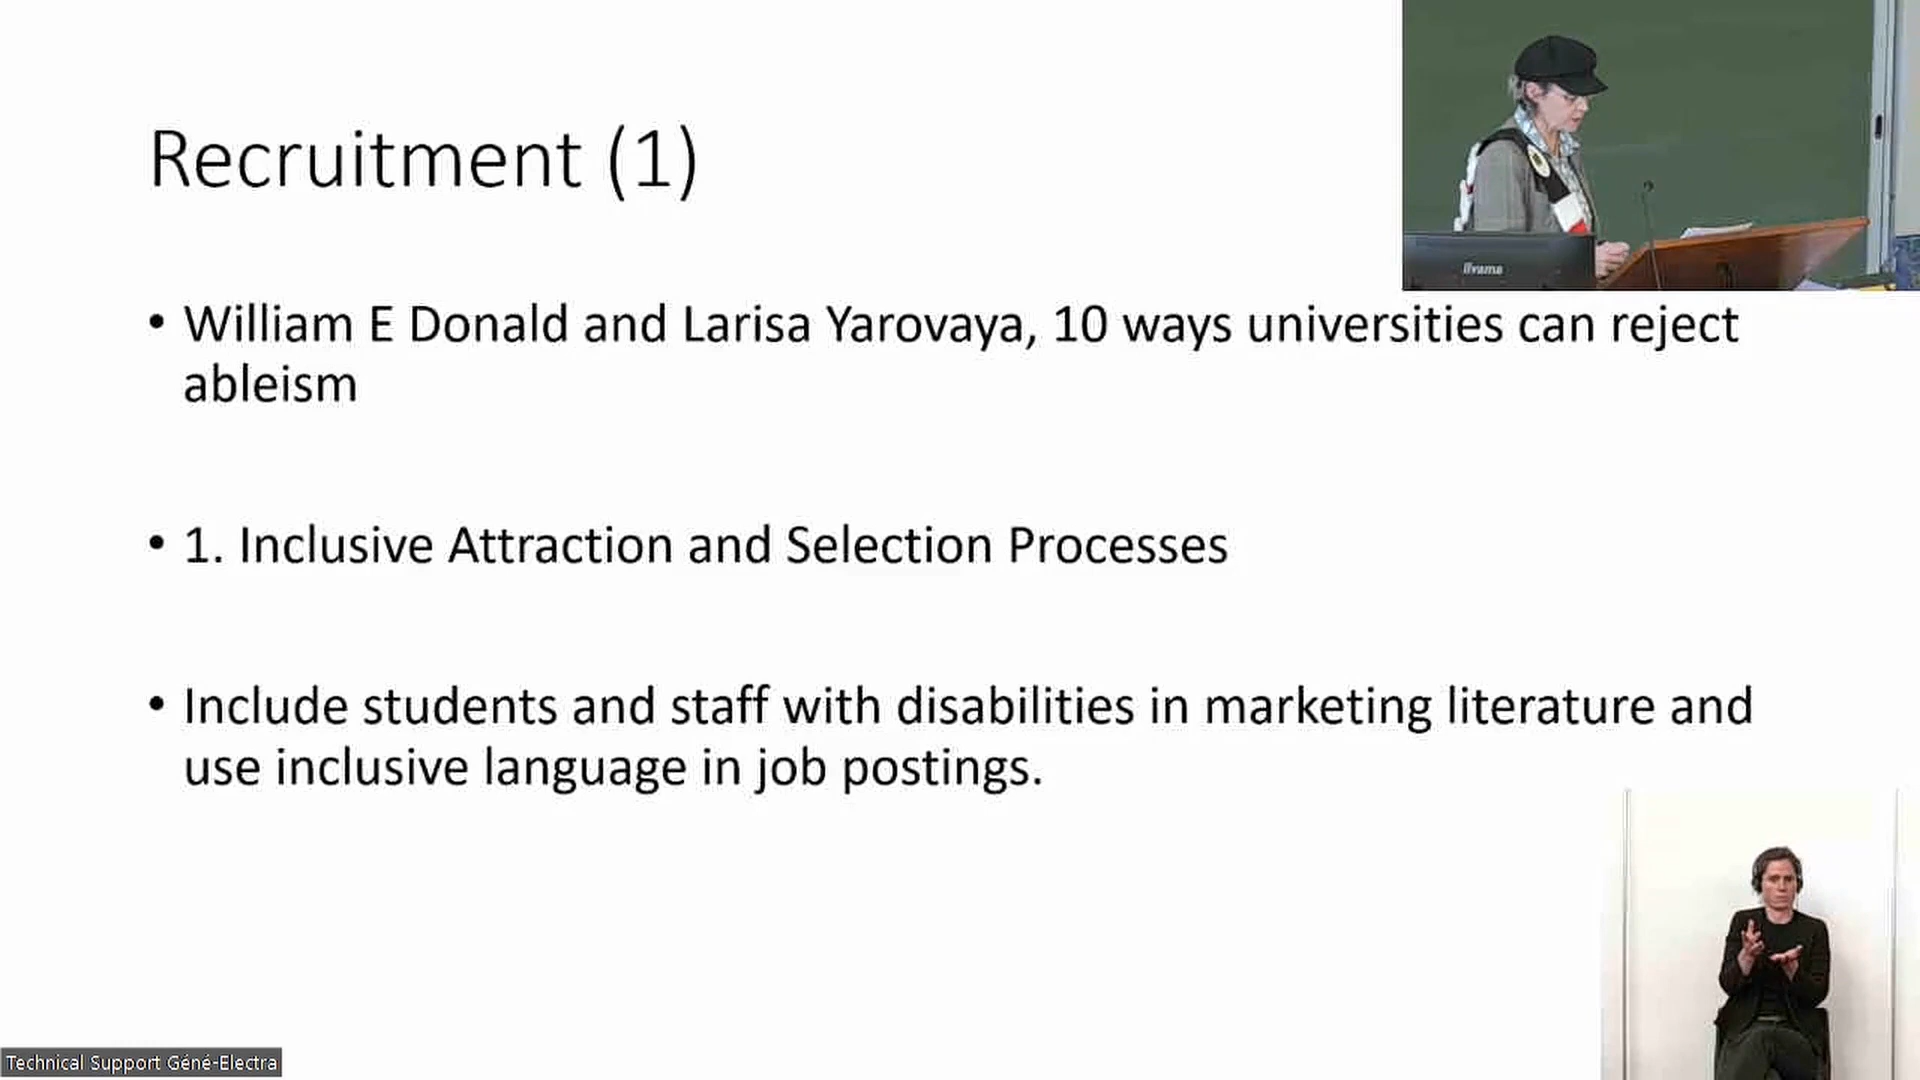 Recruitment (1)
• William E Donald and Larisa Yarovaya, 10 ways universities can reject
ableism
• 1. Inclusive Attraction and Selection Processes
• Include students and staff with disabilities in marketing literature and
use inclusive language in job postings.
iiyama
Technical Support Géné-Electra